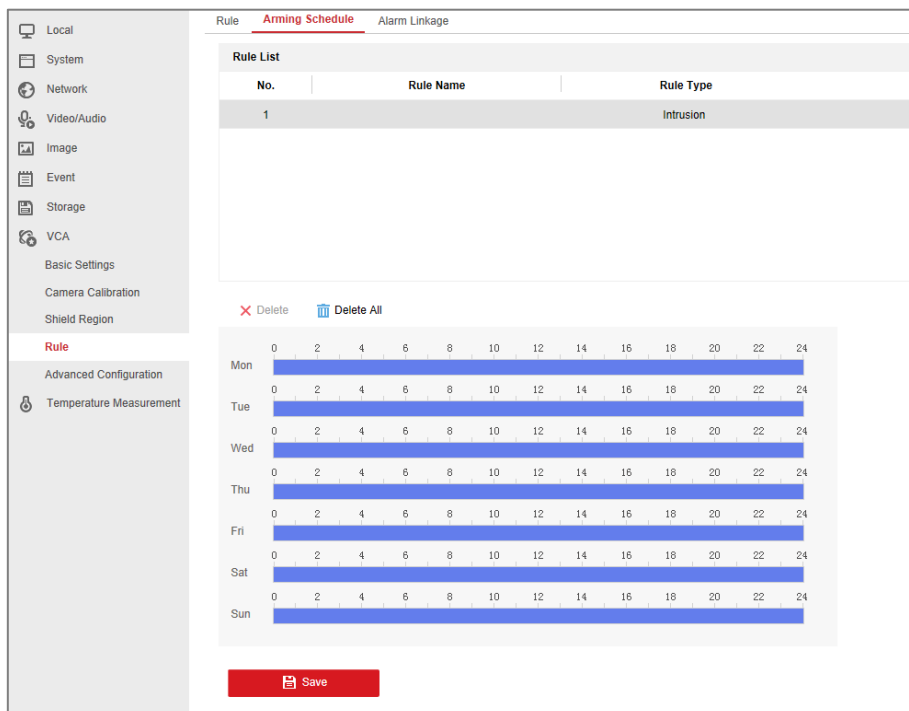 Local
System
Network
Video/Audio
Image
Event
Storage
VCA
Basic Settings
Camera Calibration
Shield Region
Rule
Advanced Configuration
Temperature Measurement
Rule Arming Schedule Alarm Linkage
Rule List
No. Rule Name Rule Type
1 Intrusion
Delete Delete All
0 2 4 6 8 10 12 14 16 18 20 22 24
Mon
0 2 4 6 8 10 12 14 16 18 20 22 24
Tue
0 2 4 6 8 10 12 14 16 18 20 22 24
Wed
0 2 4 6 8 10 12 14 16 18 20 22 24
Thu
0 2 4 6 8 10 12 14 16 18 20 22 24
Fri
0 2 4 6 8 10 12 14 16 18 20 22 24
Sat
0 2 4 6 8 10 12 14 16 18 20 22 24
Sun
Save